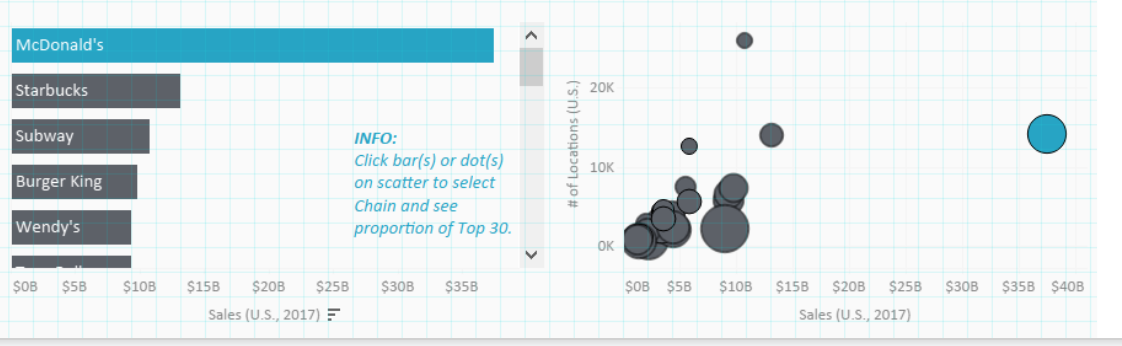 McDonald's
Starbucks
Subway
Burger King
Wendy's
INFO:
Click bar(s) or dot(s)
on scatter to select
Chain and see
proportion of Top 30.
$0B $5B $10B $15B $20B $25B $30B $35B
Sales (U.S., 2017)
# of Locations (U.S.)
20K
10K
0K
$0B $5B $10B $15B $20B $25B $30B $35B $40B
Sales (U.S., 2017)